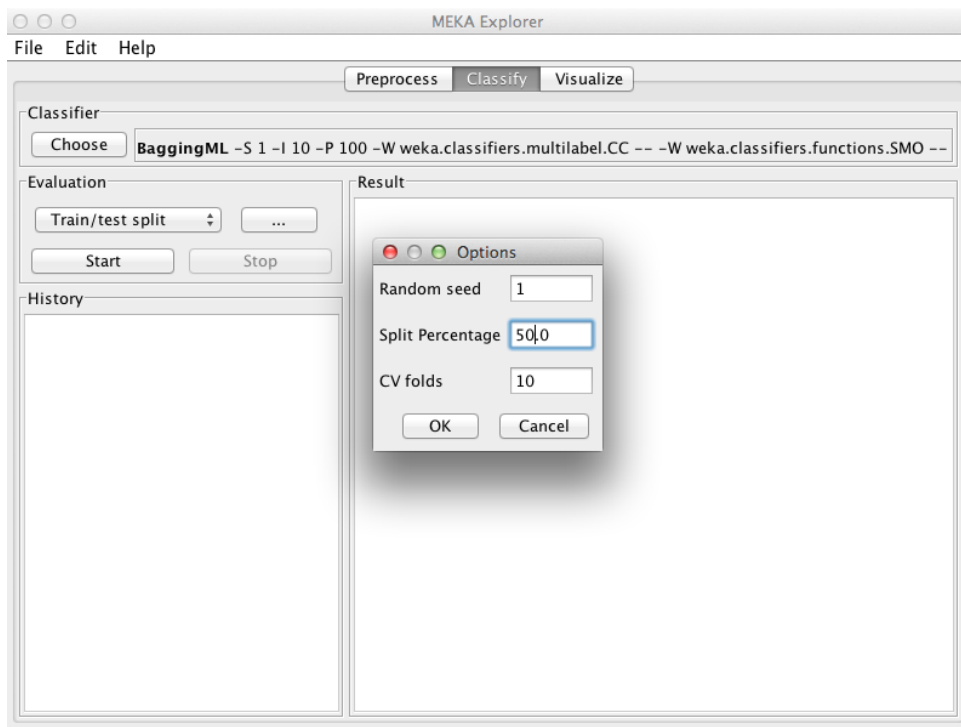 MEKA Explorer
File Edit Help
Preprocess Classify Visualize
Classifier
Choose BaggingML -S 1 -I 10 -P 100 -W weka.classifiers.multilabel.CC -- -W weka.classifiers.functions.SMO --
Evaluation
Train/test split ...
Start Stop
History
Result
Options
Random seed 1
Split Percentage 50.0
CV folds 10
OK Cancel